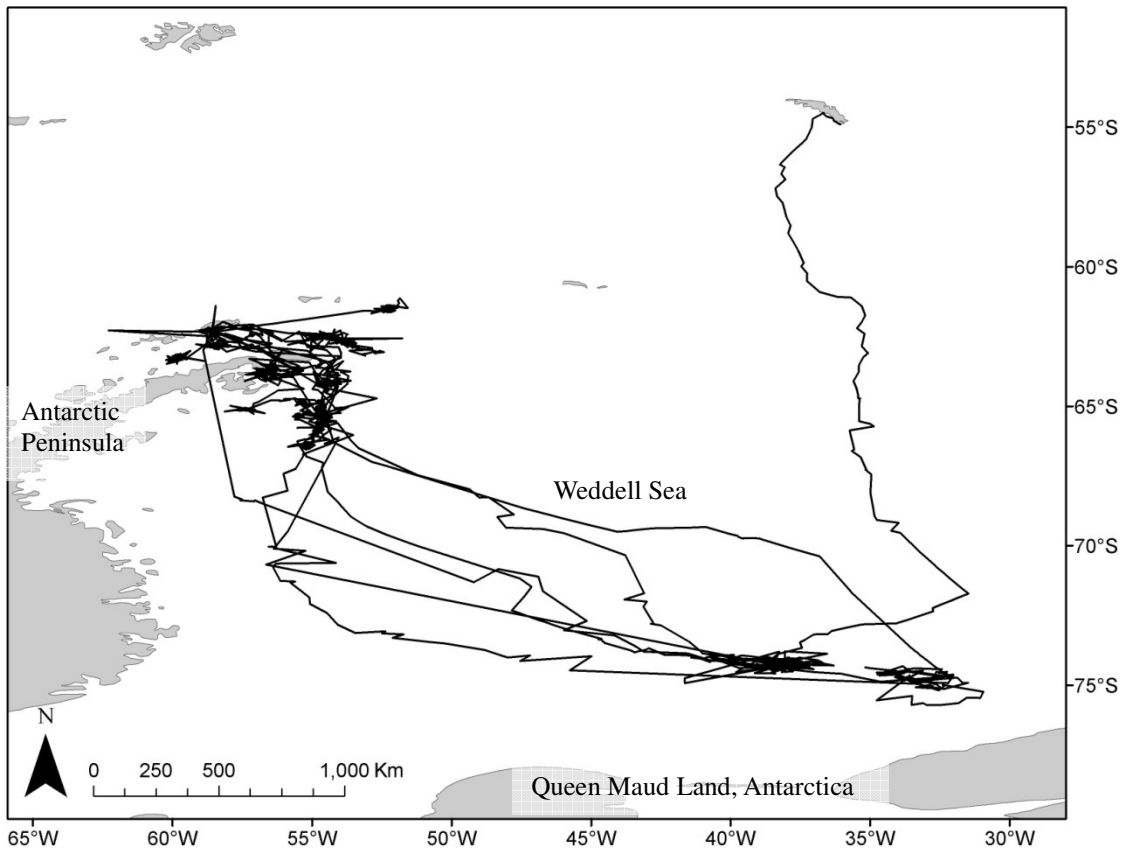 55°S
60°S
65°S
Antarctic
Peninsula
Weddell Sea
70°S
75°S
N
0 250 500 1,000 Km
Queen Maud Land, Antarctica
65°W 60°W 55°W 50°W 45°W 40°W 35°W 30°W